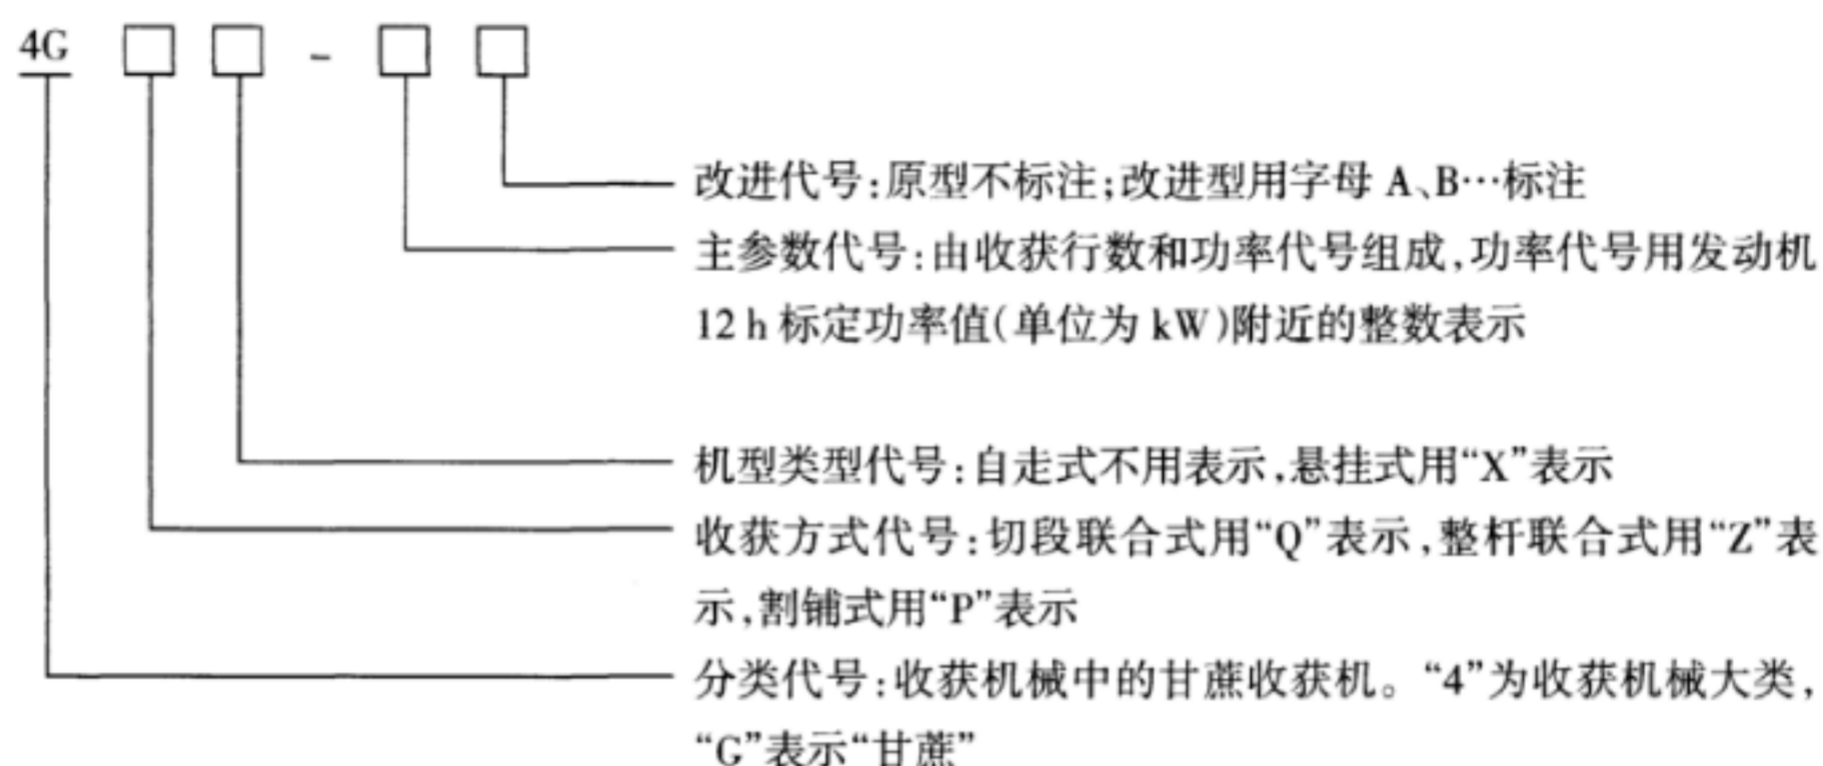 4G □ □ - □ □
改进代号:原型不标注;改进型用字母 A、B…标注
主参数代号:由收获行数和功率代号组成,功率代号用发动机
12 h 标定功率值(单位为 kW)附近的整数表示
机型类型代号:自走式不用表示,悬挂式用“X”表示
收获方式代号:切段联合式用“Q”表示,整杆联合式用“Z”表
示,割铺式用“P”表示
分类代号:收获机械中的甘蔗收获机。“4”为收获机械大类,
“G”表示“甘蔗”